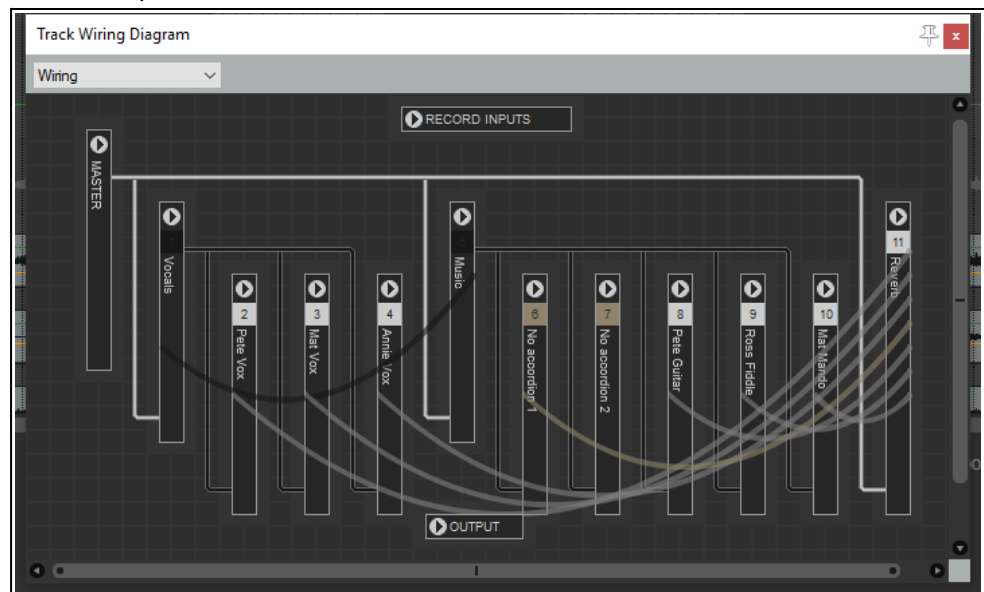 Track Wiring Diagram
x
Wiring
RECORD INPUTS
MASTER
Vocals
2 Pete Vox
3 Mat Vox
4 Annie Vox
Music
6 No accordion 1
7 No accordion 2
8 Pete Guitar
9 Ross Fiddle
10 Mat Mando
11 Reverb
OUTPUT